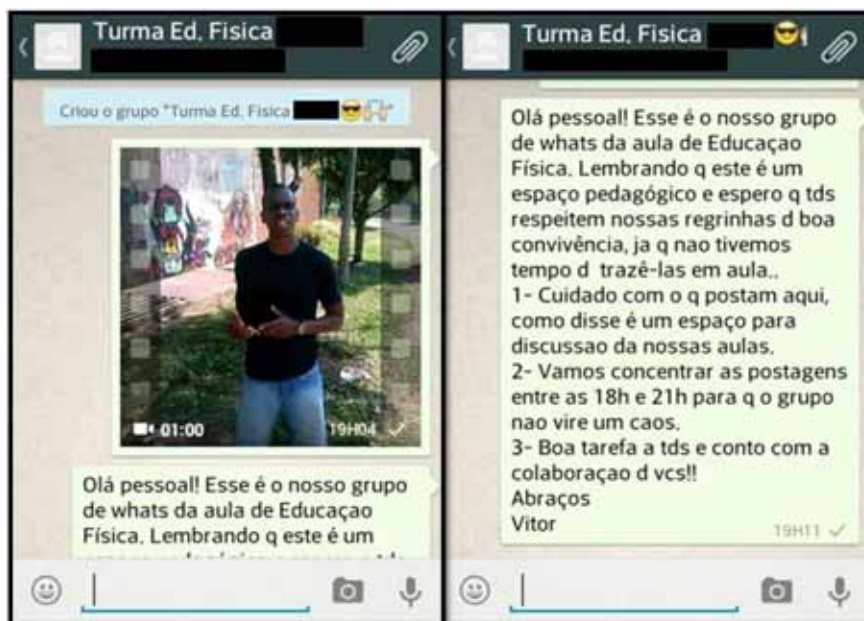 Turma Ed. Fisica
Criou o grupo "Turma Ed. Fisica 😎"
01:00
19H04
Olá pessoal! Esse é o nosso grupo
de whats da aula de Educaçao
Física. Lembrando q este é um
Turma Ed. Fisica 😎
Olá pessoal! Esse é o nosso grupo
de whats da aula de Educaçao
Física. Lembrando q este é um
espaço pedagógico e espero q tds
respeitem nossas regrinhas d boa
convivência, ja q nao tivemos
tempo d trazê-las em aula..
1- Cuidado com o q postam aqui,
como disse é um espaço para
discussao da nossas aulas.
2- Vamos concentrar as postagens
entre as 18h e 21h para q o grupo
nao vire um caos.
3- Boa tarefa a tds e conto com a
colaboraçao d vcs!!
Abraços
Vitor
19H11